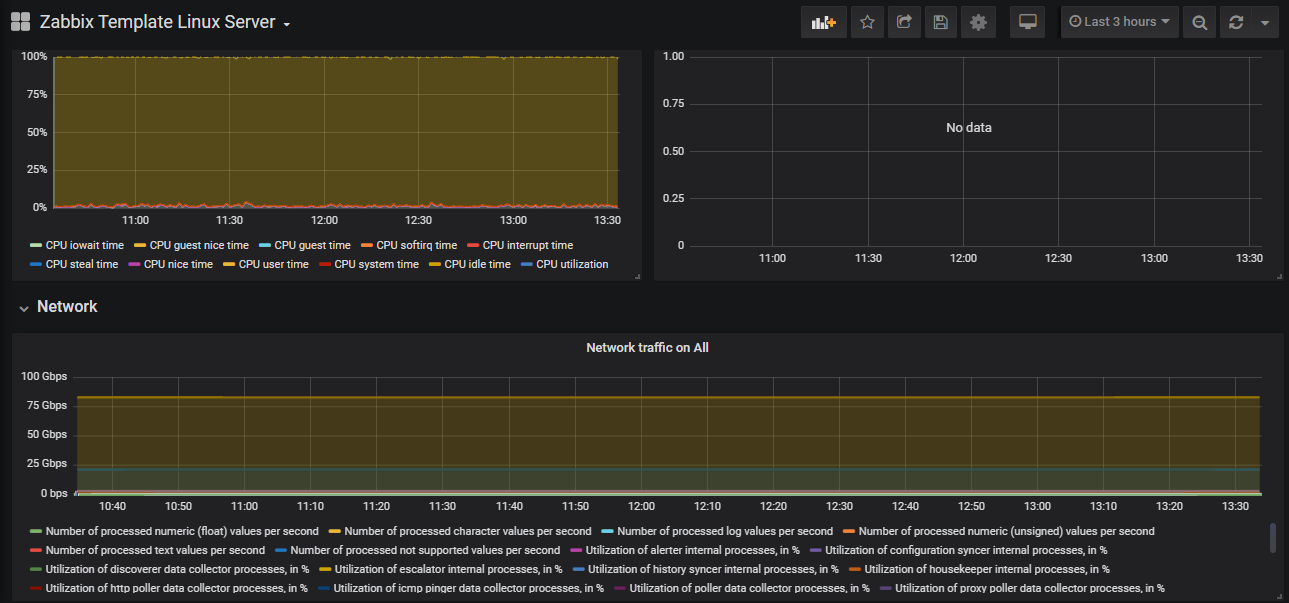 Zabbix Template Linux Server
Last 3 hours
100%
75%
50%
25%
0%
11:00 11:30 12:00 12:30 13:00 13:30
CPU iowait time CPU guest nice time CPU guest time CPU softirq time CPU interrupt time
CPU steal time CPU nice time CPU user time CPU system time CPU idle time CPU utilization
1.00
0.75
0.50
0.25
0
No data
11:00 11:30 12:00 12:30 13:00 13:30
Network
Network traffic on All
100 Gbps
75 Gbps
50 Gbps
25 Gbps
0 bps
10:40 10:50 11:00 11:10 11:20 11:30 11:40 11:50 12:00 12:10 12:20 12:30 12:40 12:50 13:00 13:10 13:20 13:30
Number of processed numeric (float) values per second Number of processed character values per second Number of processed log values per second Number of processed numeric (unsigned) values per second
Number of processed text values per second Number of processed not supported values per second Utilization of alerter internal processes, in % Utilization of configuration syncer internal processes, in %
Utilization of discoverer data collector processes, in % Utilization of escalator internal processes, in % Utilization of history syncer internal processes, in % Utilization of housekeeper internal processes, in %
Utilization of http poller data collector processes, in % Utilization of icmp pinger data collector processes, in % Utilization of poller data collector processes, in % Utilization of proxy poller data collector processes, in %